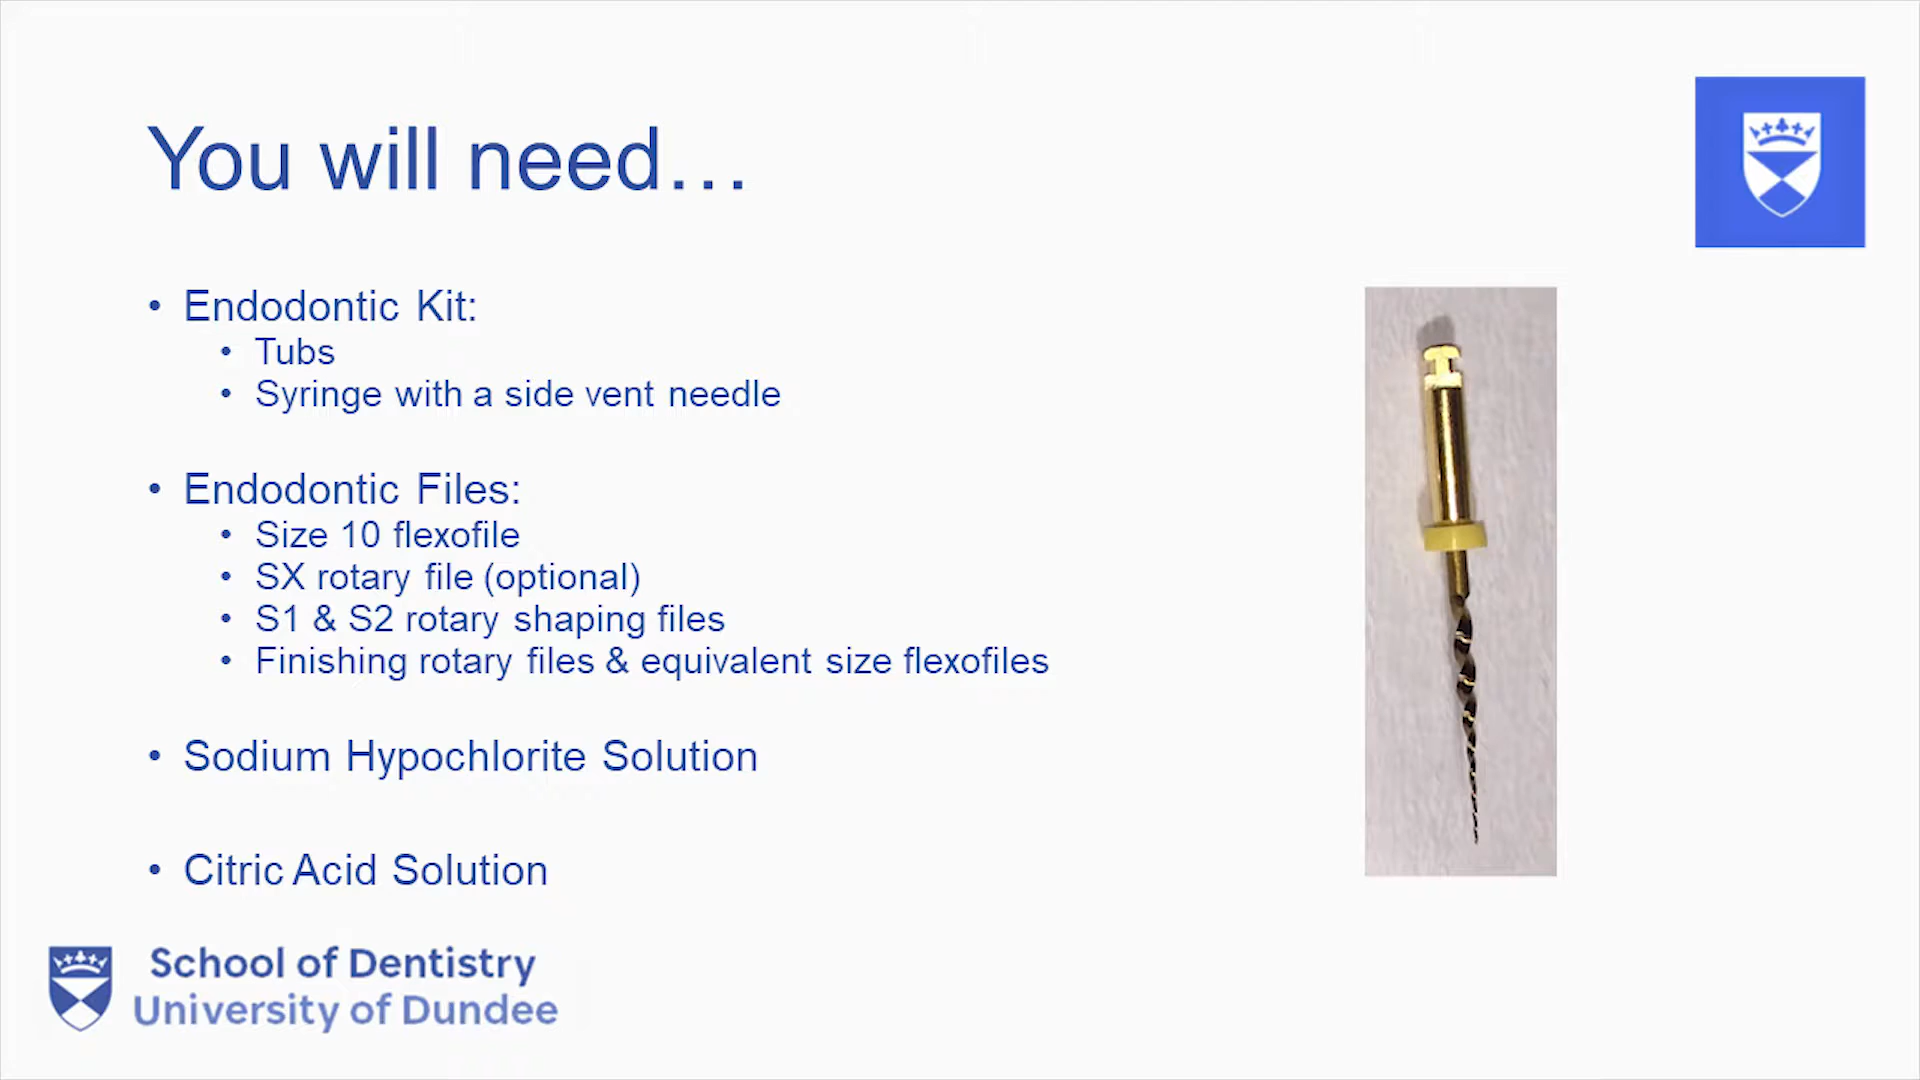 You will need…
• Endodontic Kit:
• Tubs
• Syringe with a side vent needle
• Endodontic Files:
• Size 10 flexofile
• SX rotary file (optional)
• S1 & S2 rotary shaping files
• Finishing rotary files & equivalent size flexofiles
• Sodium Hypochlorite Solution
• Citric Acid Solution
School of Dentistry
University of Dundee